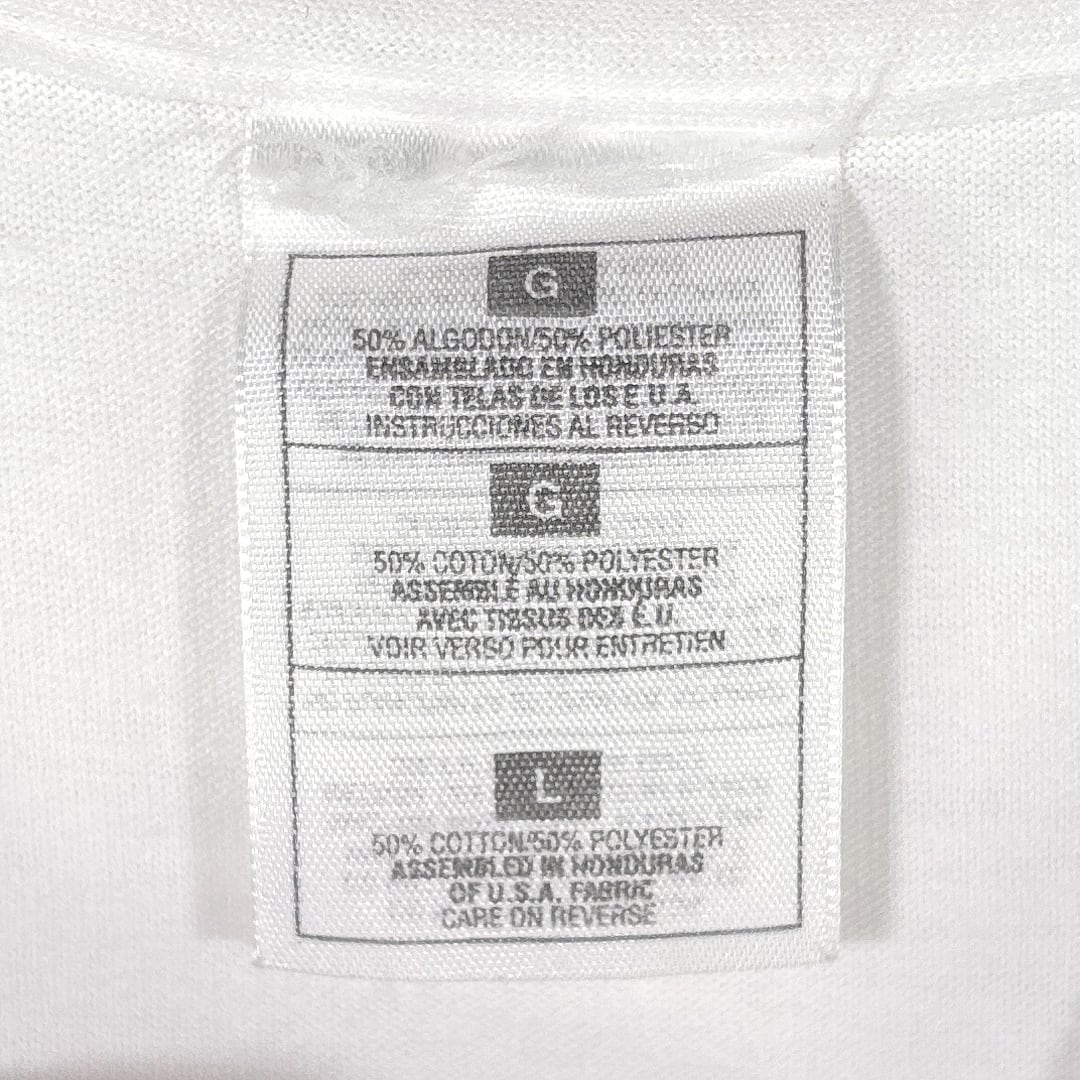 G
50% ALGODON/50% POLIESTER
ENSAMBLADO EN HONDURAS
CON TELAS DE LOS E.U.A.
INSTRUCCIONES AL REVERSO
G
50% COTON/50% POLYESTER
ASSEMBLÉ AU HONDURAS
AVEC TISSUS DES É.U.
VOIR VERSO POUR ENTRETIEN
L
50% COTTON/50% POLYESTER
ASSEMBLED IN HONDURAS
OF U.S.A. FABRIC
CARE ON REVERSE